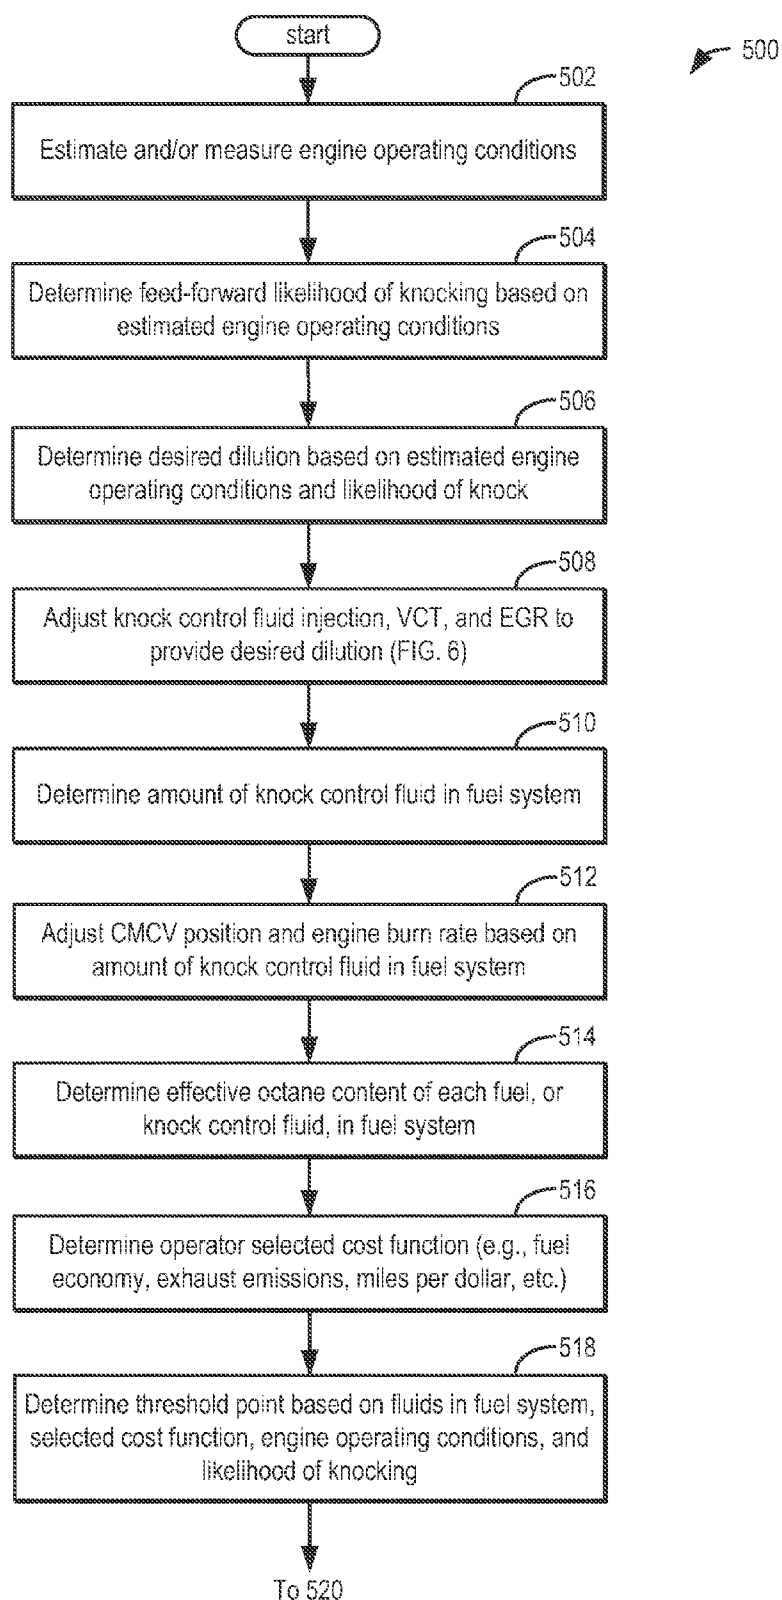 start
500
502
Estimate and/or measure engine operating conditions
504
Determine feed-forward likelihood of knocking based on
estimated engine operating conditions
506
Determine desired dilution based on estimated engine
operating conditions and likelihood of knock
508
Adjust knock control fluid injection, VCT, and EGR to
provide desired dilution (FIG. 6)
510
Determine amount of knock control fluid in fuel system
512
Adjust CMCV position and engine burn rate based on
amount of knock control fluid in fuel system
514
Determine effective octane content of each fuel, or
knock control fluid, in fuel system
516
Determine operator selected cost function (e.g., fuel
economy, exhaust emissions, miles per dollar, etc.)
518
Determine threshold point based on fluids in fuel system,
selected cost function, engine operating conditions, and
likelihood of knocking
To 520